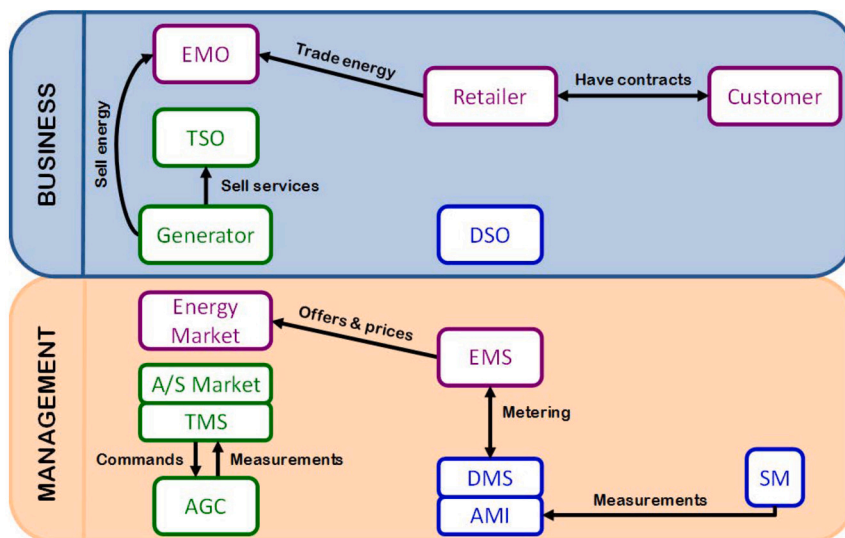 BUSINESS
EMO
Trade energy
Retailer
Have contracts
Customer
Sell energy
TSO
Sell services
Generator
DSO
MANAGEMENT
Energy
Market
Offers & prices
EMS
A/S Market
TMS
Metering
Commands
Measurements
AGC
DMS
AMI
Measurements
SM